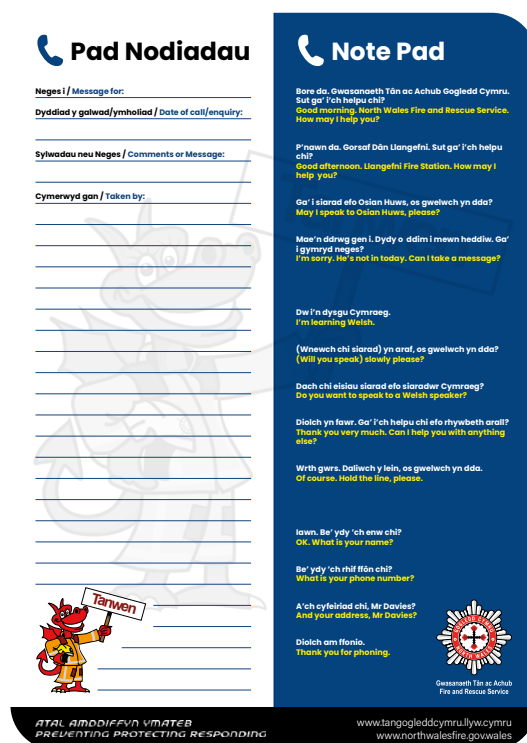 Pad Nodiadau
Neges i / Message for:
Dyddiad y galwad/ymholiad / Date of call/enquiry:
Sylwadau neu Neges / Comments or Message:
Cymerwyd gan / Taken by:
Tanwen
Note Pad
Bore da. Gwasanaeth Tân ac Achub Gogledd Cymru.
Sut ga’ i’ch helpu chi?
Good morning. North Wales Fire and Rescue Service.
How may I help you?
P’nawn da. Gorsaf Dân Llangefni. Sut ga’ i’ch helpu
chi?
Good afternoon. Llangefni Fire Station. How may I
help you?
Ga’ i siarad efo Osian Huws, os gwelwch yn dda?
May I speak to Osian Huws, please?
Mae’n ddrwg gen i. Dydy o ddim i mewn heddiw. Ga’
i gymryd neges?
I’m sorry. He’s not in today. Can I take a message?
Dw i’n dysgu Cymraeg.
I’m learning Welsh.
(Wnewch chi siarad) yn araf, os gwelwch yn dda?
(Will you speak) slowly please?
Dach chi eisiau siarad efo siaradwr Cymraeg?
Do you want to speak to a Welsh speaker?
Diolch yn fawr. Ga’ i’ch helpu chi efo rhywbeth arall?
Thank you very much. Can I help you with anything
else?
Wrth gwrs. Daliwch y lein, os gwelwch yn dda.
Of course. Hold the line, please.
Iawn. Be’ ydy ’ch enw chi?
OK. What is your name?
Be’ ydy ’ch rhif ffôn chi?
What is your phone number?
A’ch cyfeiriad chi, Mr Davies?
And your address, Mr Davies?
Diolch am ffonio.
Thank you for phoning.
GOGLEDD CYMRU
NORTH WALES
Gwasanaeth Tân ac Achub
Fire and Rescue Service
ATAL AMDDIFFYN YMATEB
PREVENTING PROTECTING RESPONDING
www.tangogleddcymru.llyw.cymru
www.northwalesfire.gov.wales